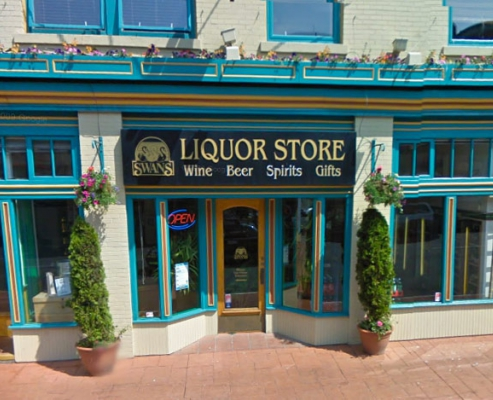 LIQUOR STORE
SWANS
Wine Beer Spirits Gifts
OPEN